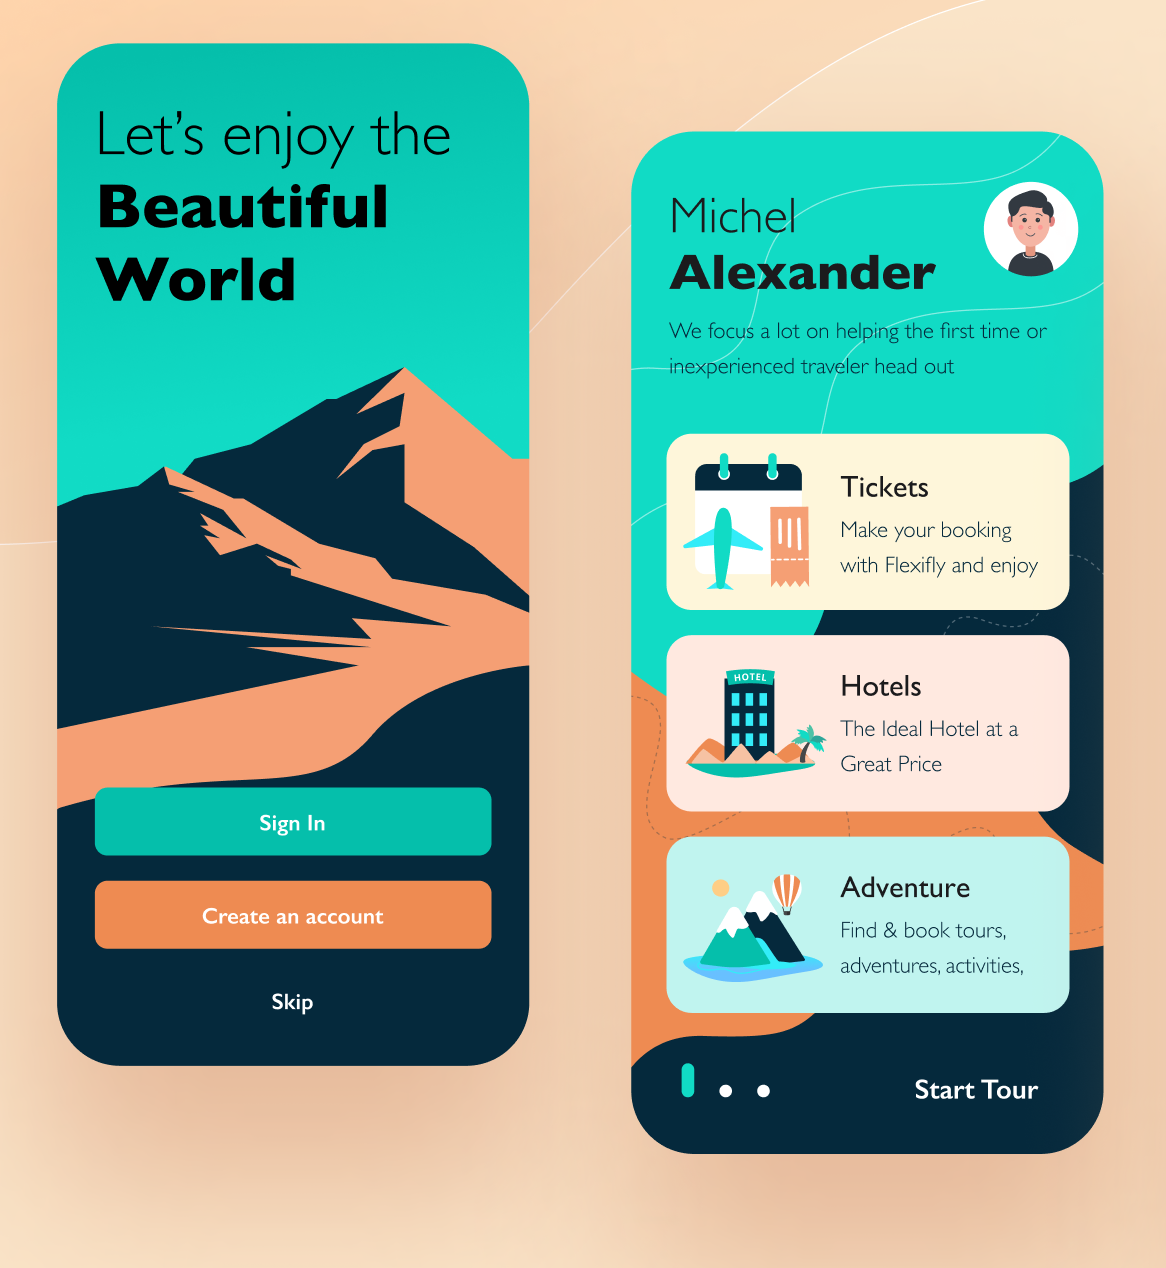 Let's enjoy the
Beautiful
World
Sign In
Create an account
Skip
Michel
Alexander
We focus a lot on helping the first time or
inexperienced traveler head out
Tickets
Make your booking
with Flexifly and enjoy
HOTEL
Hotels
The Ideal Hotel at a
Great Price
Adventure
Find & book tours,
adventures, activities,
Start Tour